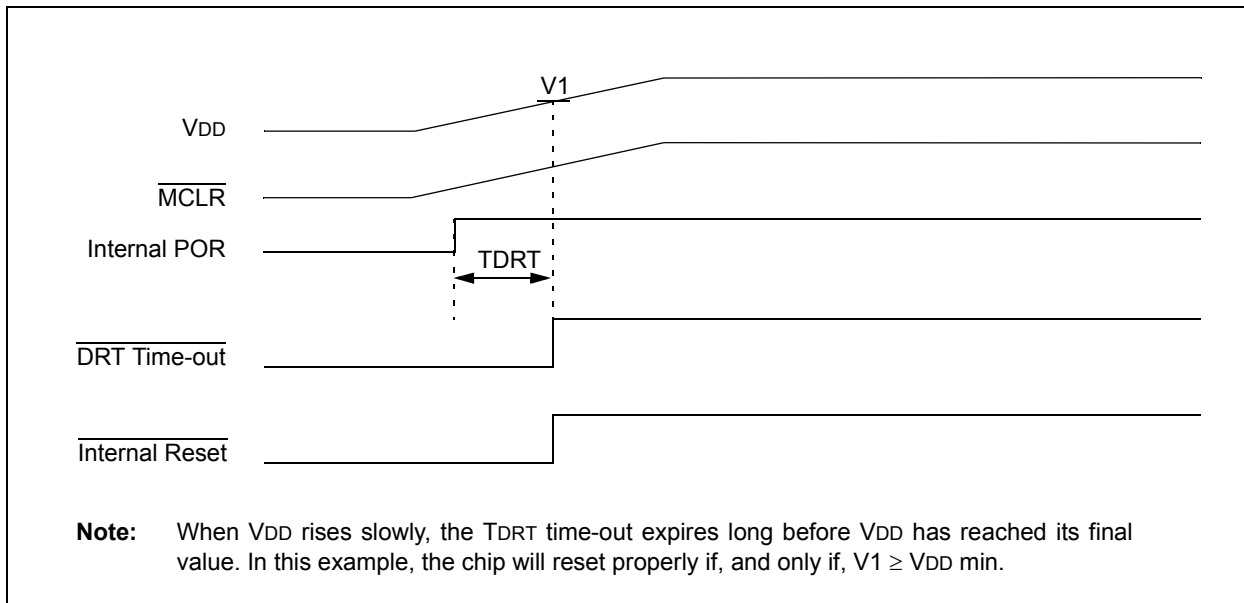 V1
VDD
MCLR
Internal POR
TDRT
DRT Time-out
Internal Reset
Note: When VDD rises slowly, the TDRT time-out expires long before VDD has reached its final
value. In this example, the chip will reset properly if, and only if, V1 ≥ VDD min.